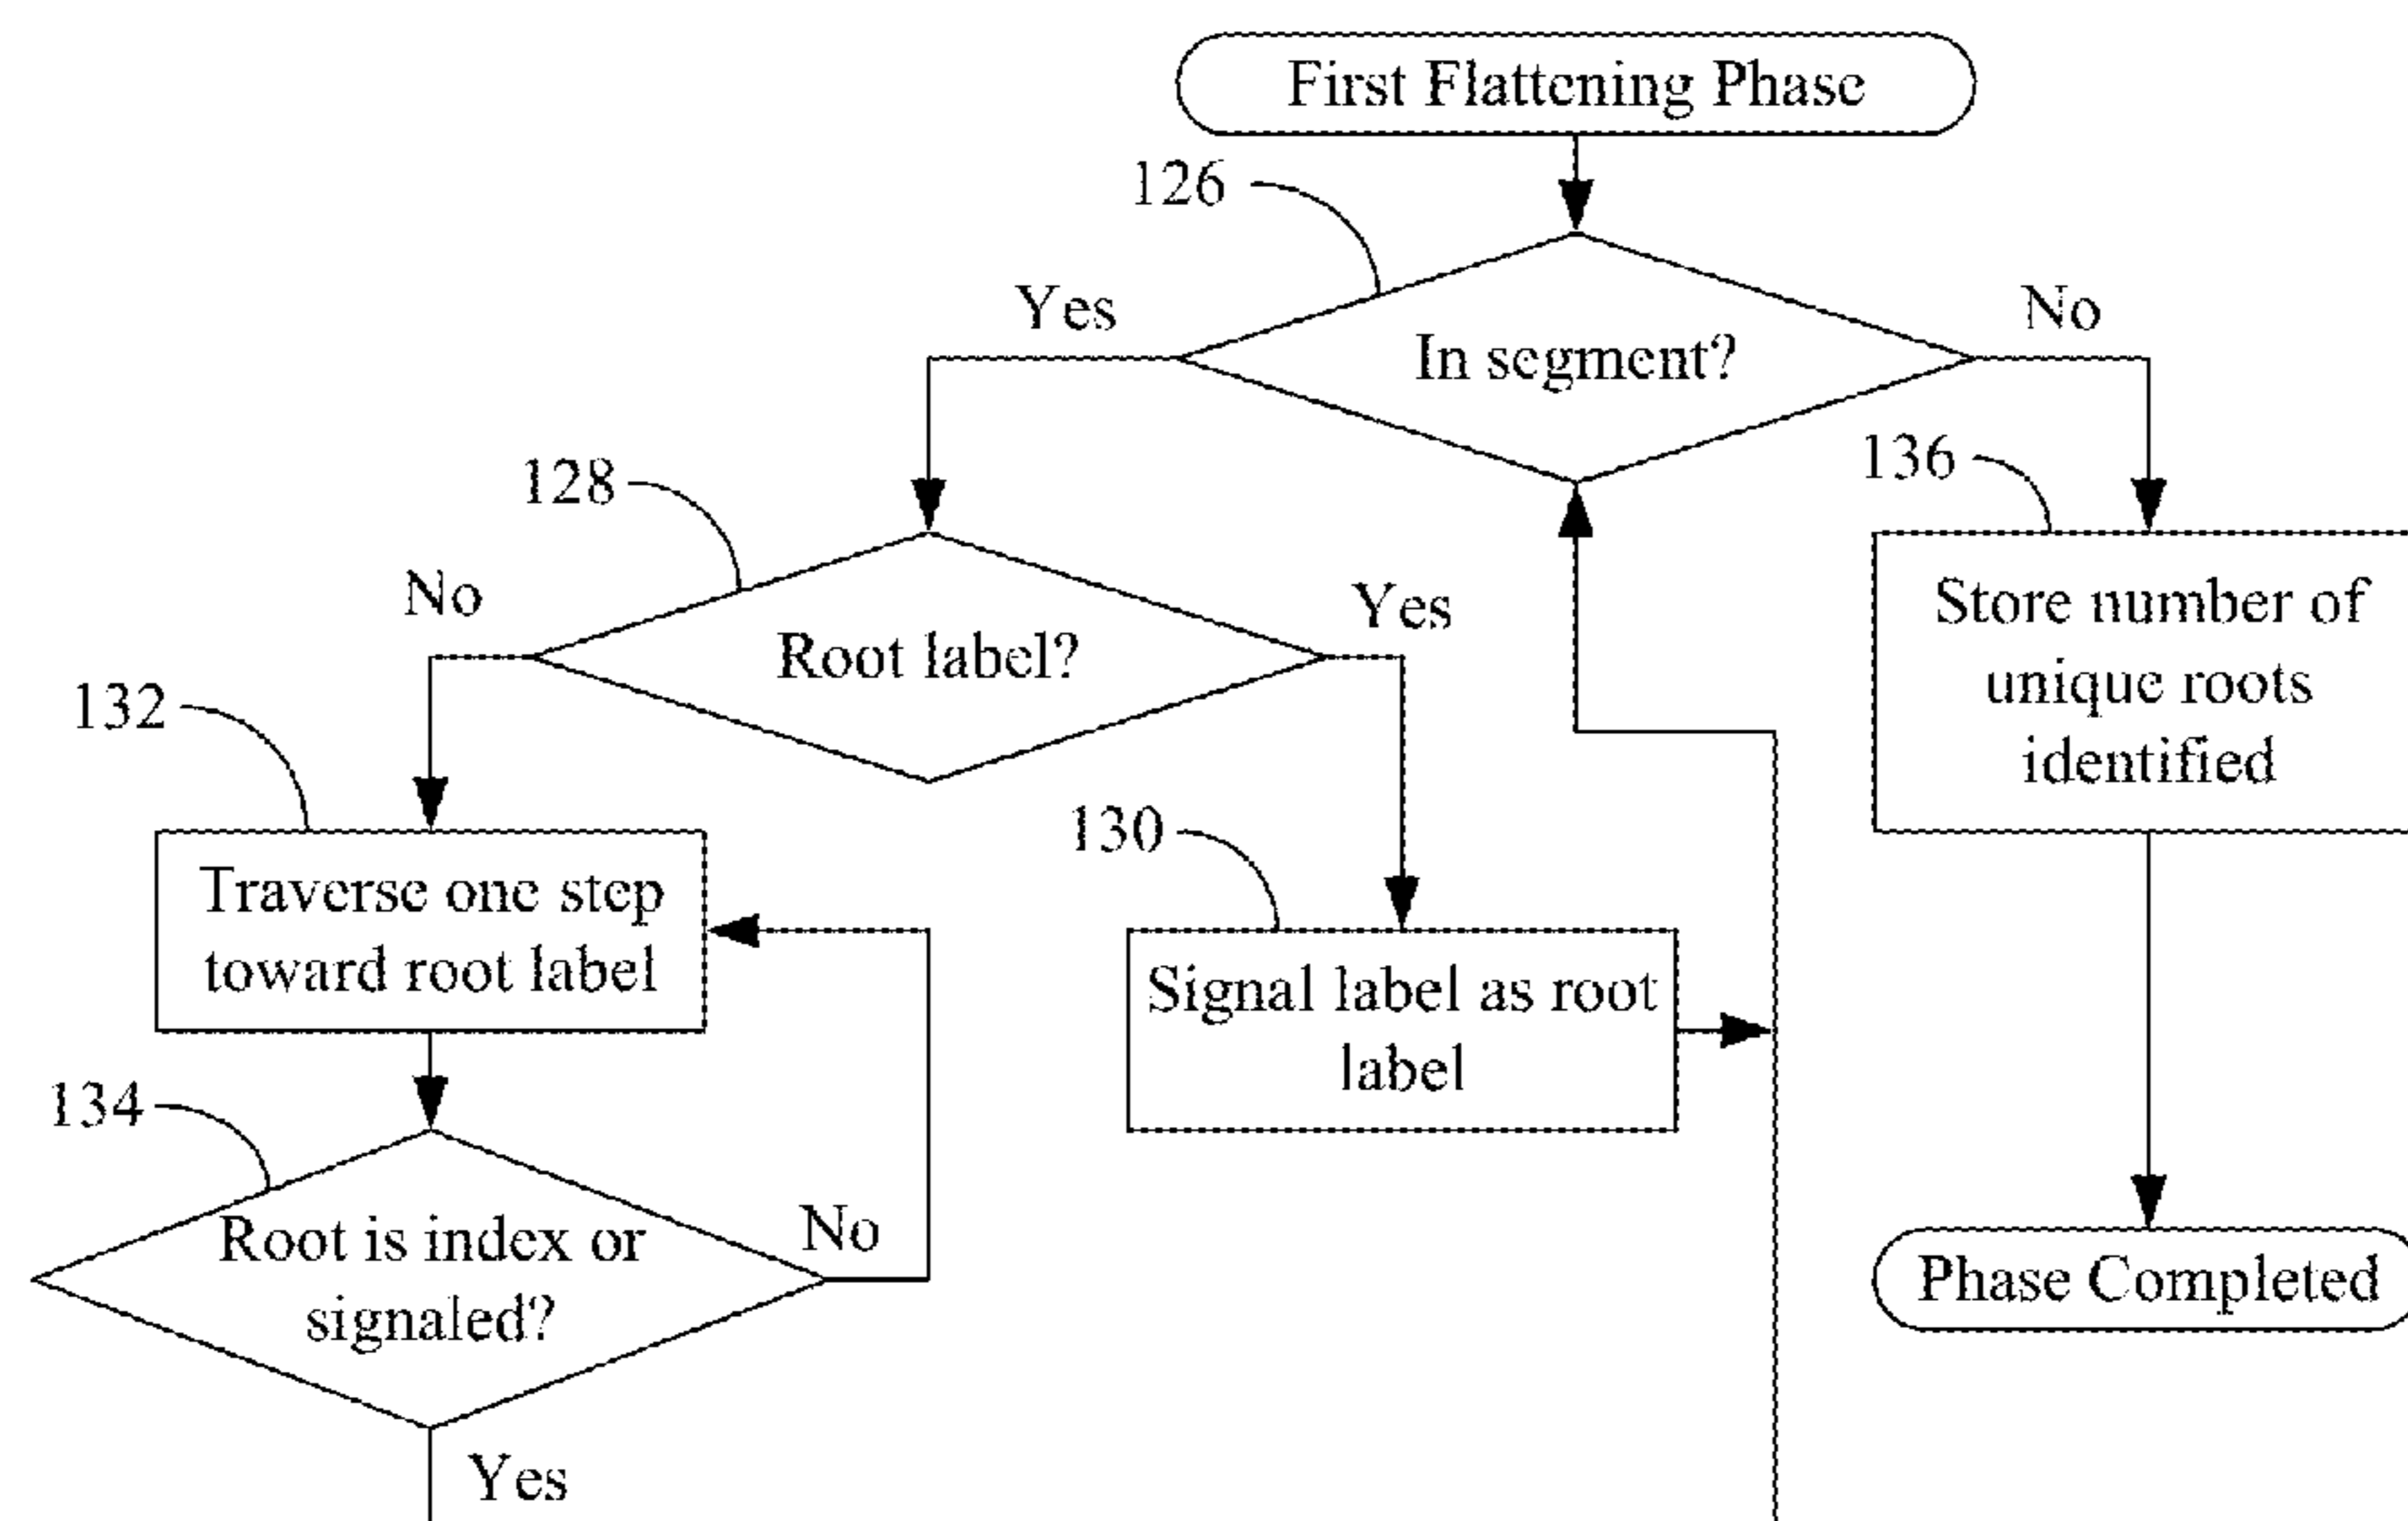 First Flattening Phase
126
Yes
No
In segment?
128
136
No
Yes
Root label?
Store number of
unique roots
identified
132
130
Traverse one step
toward root label
Signal label as root
label
134
Root is index or
signaled?
No
Phase Completed
Yes